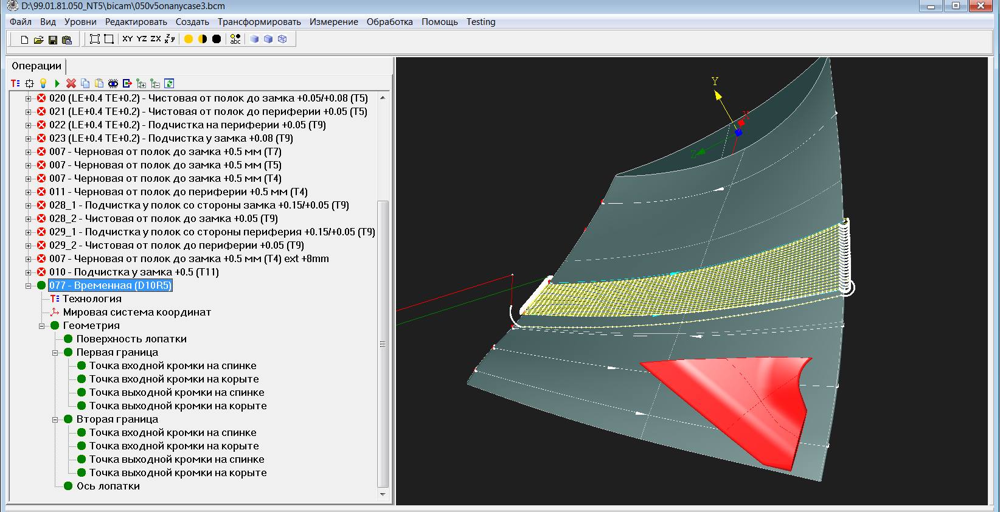 D:\99.01.81.050_NT5\bicam\050v5onanycase3.bcm
Файл Вид Уровни Редактировать Создать Трансформировать Измерение Обработка Помощь Testing
XY YZ ZX Z x y abc
Операции
020 (LE+0.4 TE+0.2) - Чистовая от полок до замка +0.05/+0.08 (T5)
021 (LE+0.4 TE+0.2) - Чистовая от полок до периферии +0.05 (T5)
022 (LE+0.4 TE+0.2) - Подчистка на периферии +0.05 (T9)
023 (LE+0.4 TE+0.2) - Подчистка у замка +0.08 (T9)
007 - Черновая от полок до замка +0.5 мм (T7)
007 - Черновая от полок до замка +0.5 мм (T5)
007 - Черновая от полок до замка +0.5 мм (T4)
011 - Черновая от полок до периферии +0.5 мм (T4)
028_1 - Подчистка у полок со стороны замка +0.15/+0.05 (T9)
028_2 - Чистовая от полок до замка +0.05 (T9)
029_1 - Подчистка у полок со стороны периферия +0.15/+0.05 (T9)
029_2 - Чистовая от полок до периферии +0.05 (T9)
007 - Черновая от полок до замка +0.5 мм (T4) ext +8mm
010 - Подчистка у замка +0.5 (T11)
077 - Временная (D10R5)
Технология
Мировая система координат
Геометрия
Поверхность лопатки
Первая граница
Точка входной кромки на спинке
Точка входной кромки на корыте
Точка выходной кромки на спинке
Точка выходной кромки на корыте
Вторая граница
Точка входной кромки на спинке
Точка входной кромки на корыте
Точка выходной кромки на спинке
Точка выходной кромки на корыте
Ось лопатки
Y
X
Z